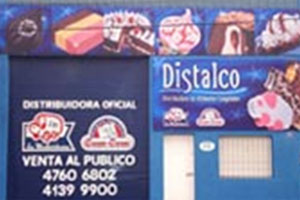 Distalco
DISTRIBUIDORA OFICIAL
VENTA AL PUBLICO
4760 6802
4139 9900